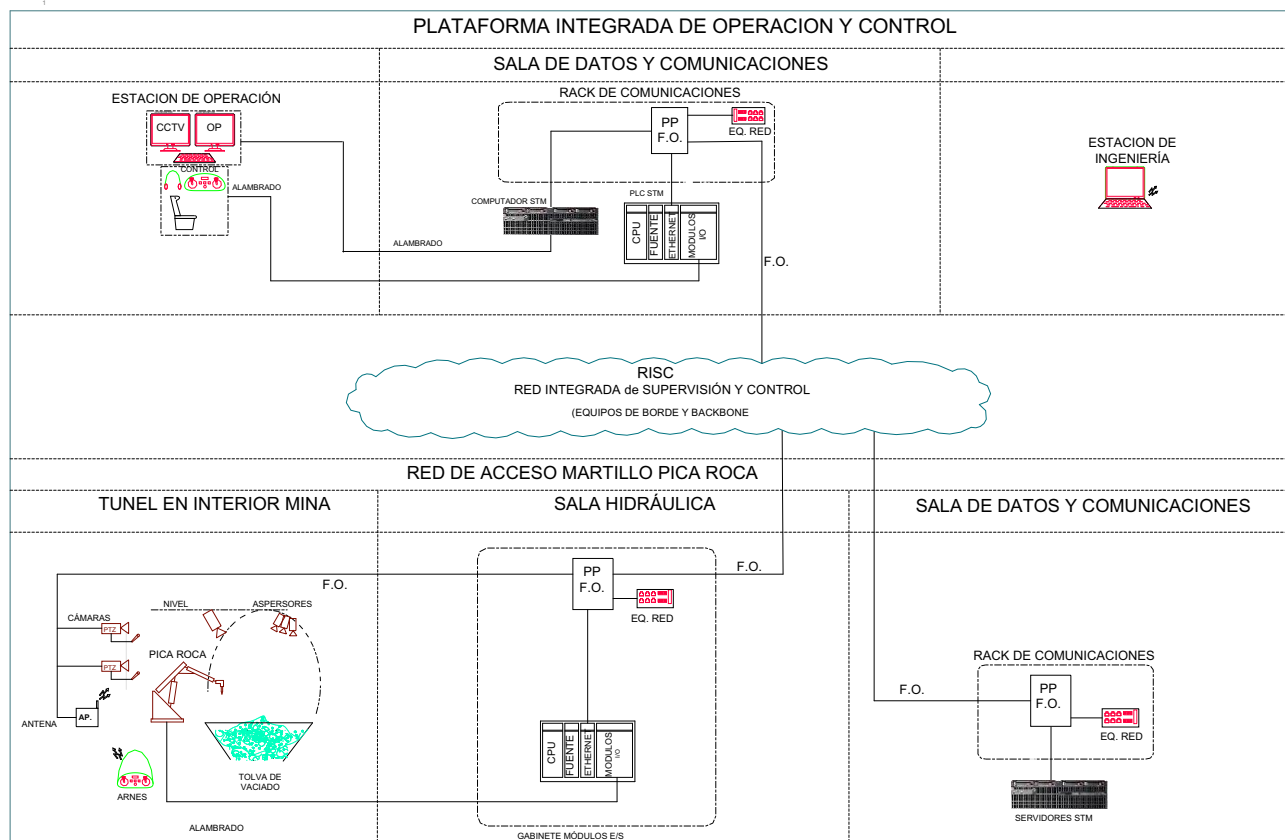 1
PLATAFORMA INTEGRADA DE OPERACION Y CONTROL
SALA DE DATOS Y COMUNICACIONES
ESTACION DE OPERACIÓN
CCTV
OP
CONTROL
ALAMBRADO
RACK DE COMUNICACIONES
PP
F.O.
EQ. RED
COMPUTADOR STM
PLC STM
CPU
FUENTE
ETHERNET
MODULOS
I/O
ALAMBRADO
F.O.
ESTACION DE
INGENIERÍA
RISC
RED INTEGRADA de SUPERVISIÓN Y CONTROL
(EQUIPOS DE BORDE Y BACKBONE
RED DE ACCESO MARTILLO PICA ROCA
TUNEL EN INTERIOR MINA
SALA HIDRÁULICA
SALA DE DATOS Y COMUNICACIONES
F.O.
NIVEL
ASPERSORES
CÁMARAS
PTZ
PICA ROCA
PTZ
ANTENA
AP.
ARNES
TOLVA DE
VACIADO
ALAMBRADO
PP
F.O.
F.O.
EQ. RED
CPU
FUENTE
ETHERNET
MODULOS
I/O
GABINETE MÓDULOS E/S
RACK DE COMUNICACIONES
F.O.
PP
F.O.
EQ. RED
SERVIDORES STM